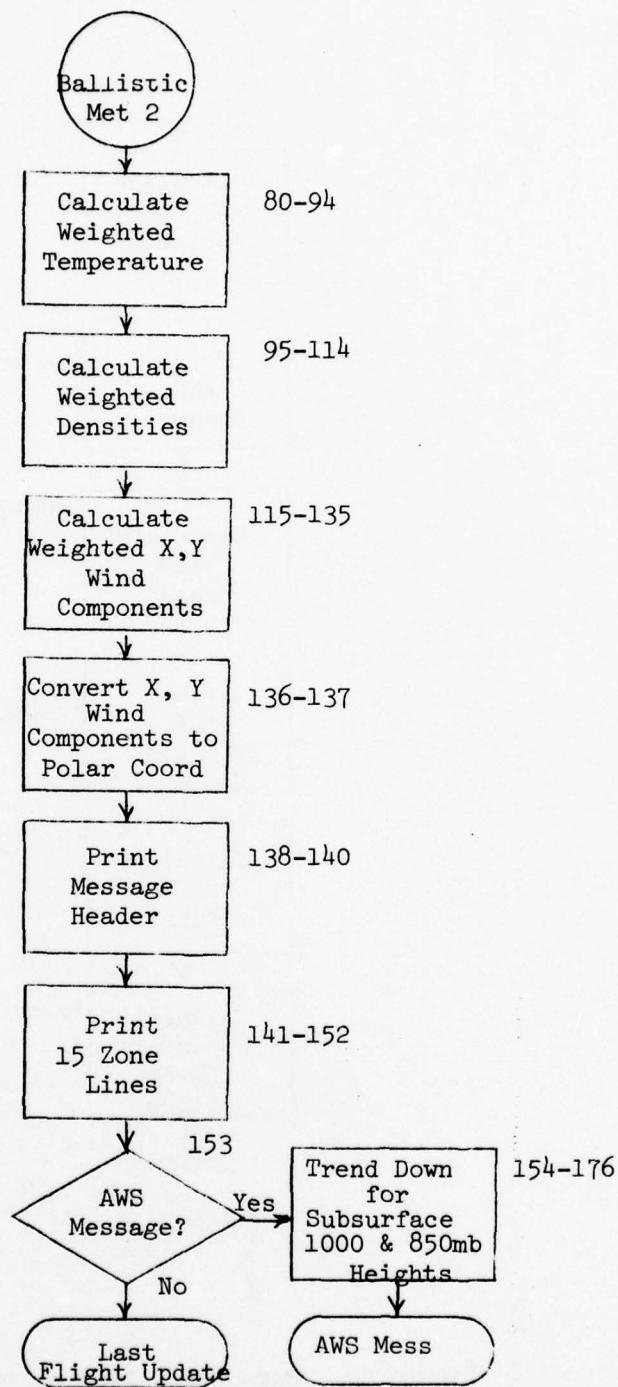 Ballistic
Met 2
Calculate
Weighted
Temperature
80-94
Calculate
Weighted
Densities
95-114
Calculate
Weighted X,Y
Wind
Components
115-135
Convert X, Y
Wind
Components to
Polar Coord
136-137
Print
Message
Header
138-140
Print
15 Zone
Lines
141-152
153
AWS
Message?
Yes
No
Trend Down
for
Subsurface
1000 & 850mb
Heights
154-176
Last
Flight Update
AWS Mess